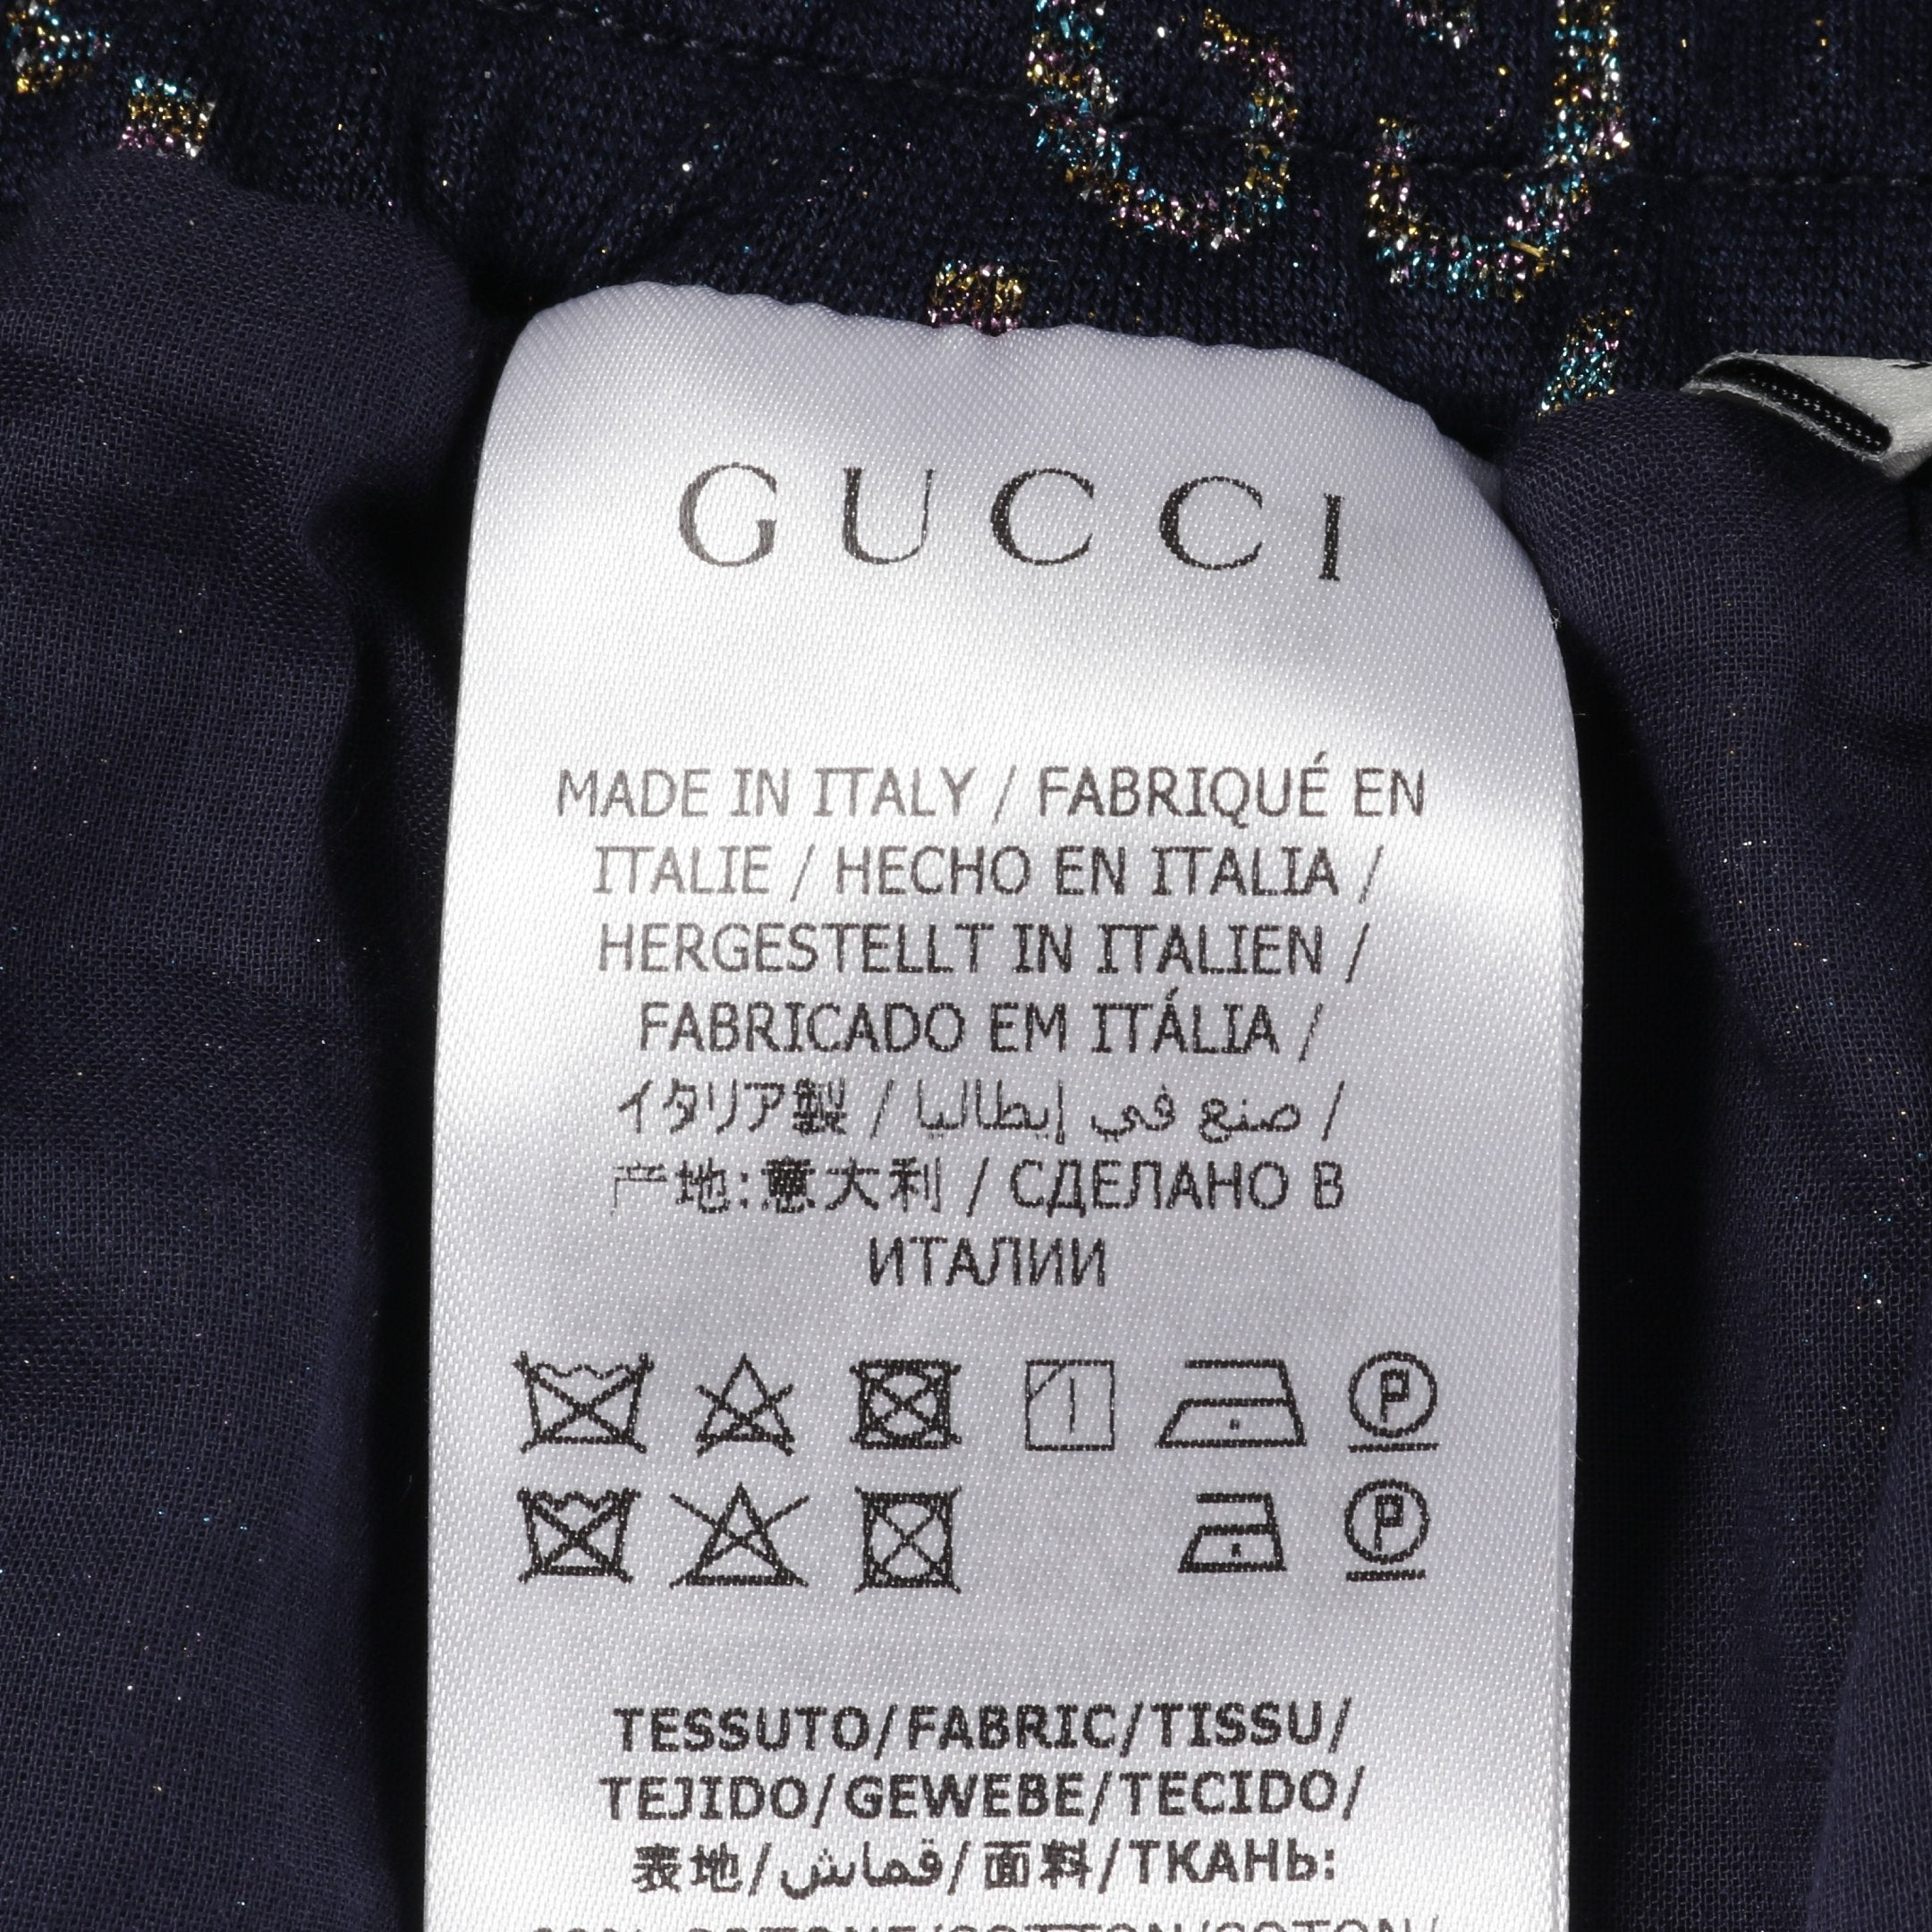 GUCCI
MADE IN ITALY / FABRIQUÉ EN
ITALIE / HECHO EN ITALIA /
HERGESTELLT IN ITALIEN /
FABRICADO EM ITÁLIA /
イタリア製 / صنع في إيطاليا /
产地:意大利 / СДЕЛАНО В
ИТАЛИИ
P
P
TESSUTO/FABRIC/TISSU/
TEJIDO/GEWEBE/TECIDO/
表地/قماش/面料/ТКАНЬ: